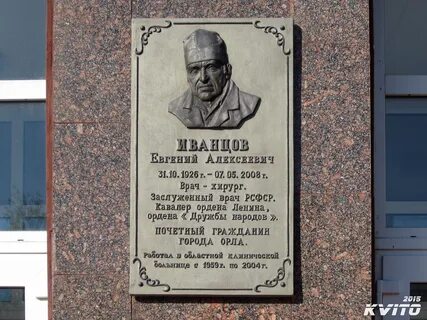 ИВАНЦОВ
Евгений Алексеевич
31.10.1926 г. – 07.05.2008 г.
Врач - хирург.
Заслуженный врач РСФСР.
Кавалер ордена Ленина,
ордена « Дружбы народов ».
ПОЧЕТНЫЙ ГРАЖДАНИН
ГОРОДА ОРЛА.
Работал в областной клинической
больнице с 1959 г. по 2004 г.
2015
KVITO